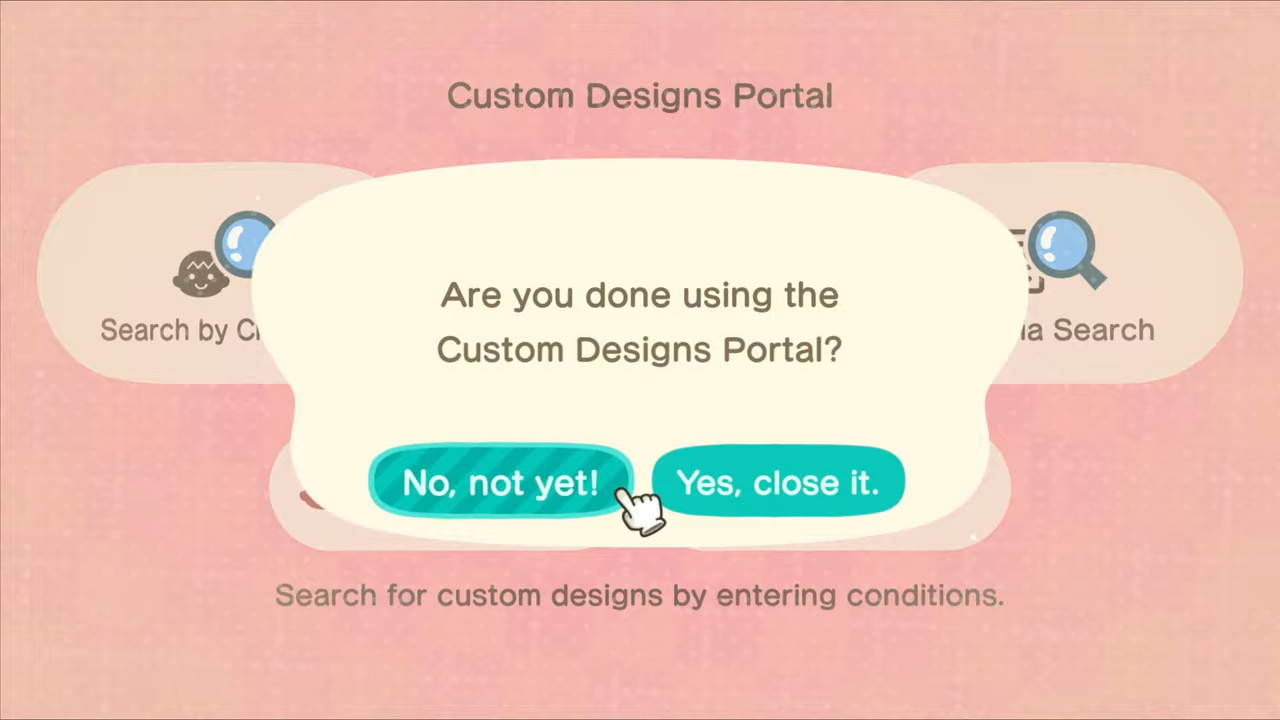 Custom Designs Portal
Search by
Search
Are you done using the
Custom Designs Portal?
No, not yet!
Yes, close it.
Search for custom designs by entering conditions.